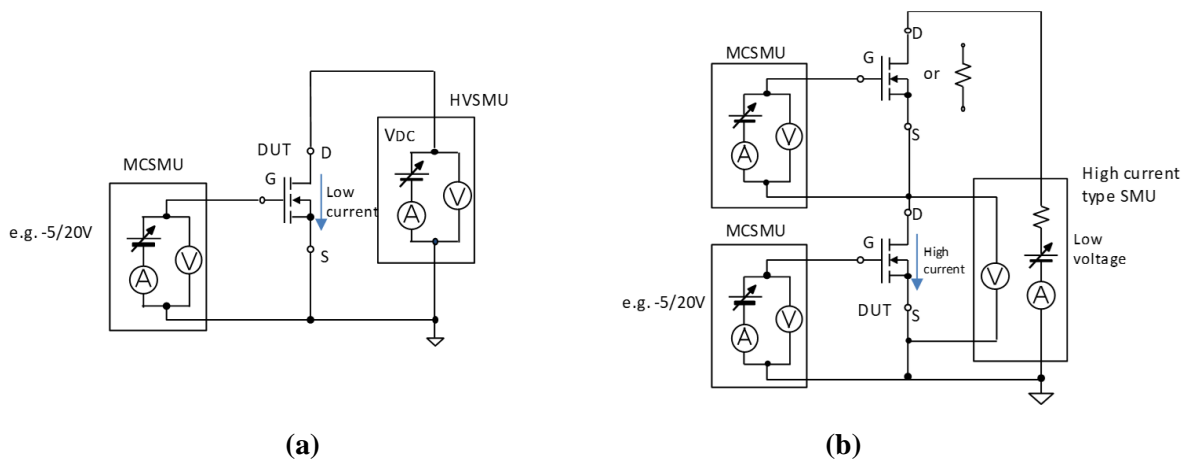 HVSMU
VDC
MCSMU
DUT
D
G
Low
current
A
V
e.g. -5/20V
V
A
S
(a)
D
MCSMU
G
or
V
A
S
High current
type SMU
D
MCSMU
G
High
current
Low
voltage
V
e.g. -5/20V
V
A
DUT
S
A
(b)